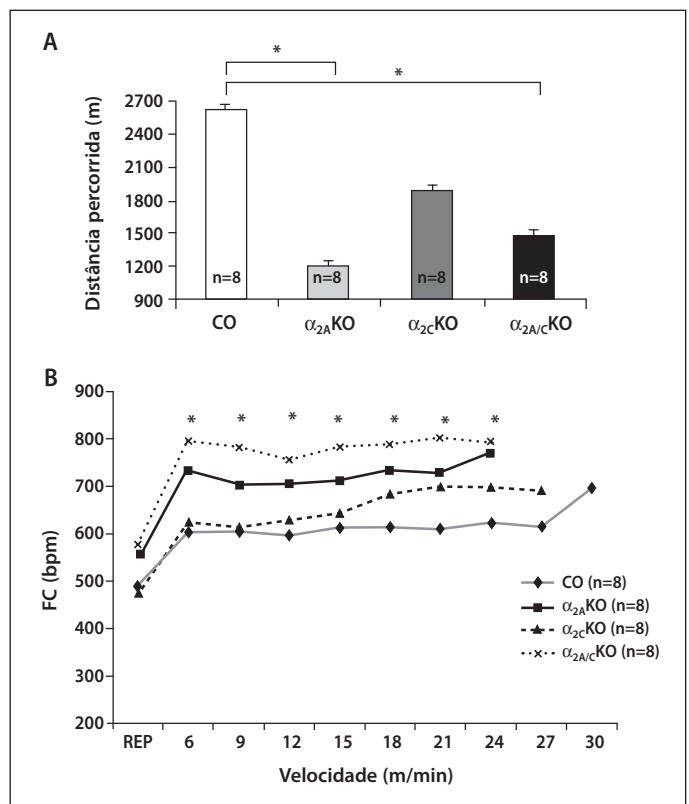 A
*
*
Distância percorrida (m)
2700
2400
2100
1800
1500
1200
900
n=8
n=8
n=8
n=8
CO
α2AKO
α2CKO
α2A/CKO
B
FC (bpm)
900
800
700
600
500
400
300
200
* * * * * * *
CO (n=8)
α2AKO (n=8)
α2CKO (n=8)
α2A/CKO (n=8)
REP 6 9 12 15 18 21 24 27 30
Velocidade (m/min)